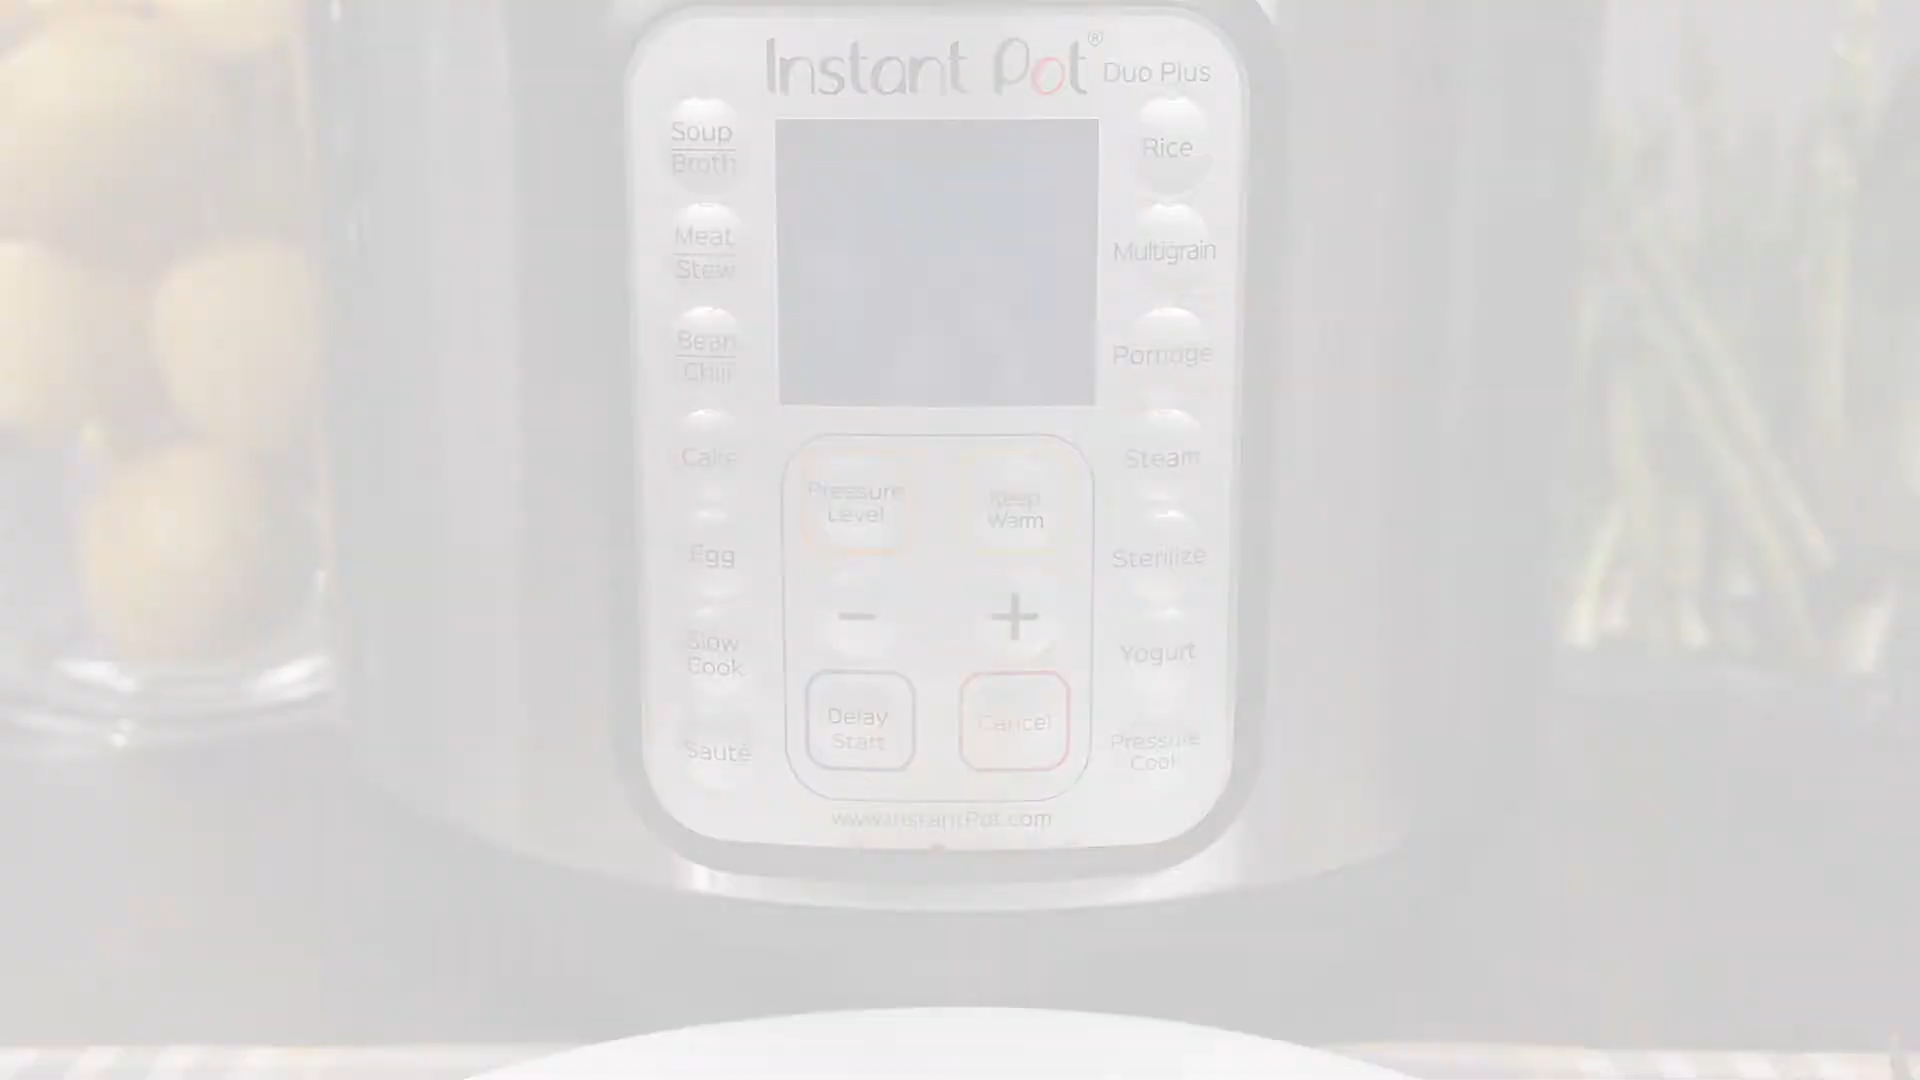 Instant Pot® Duo Plus
Soup
Broth
Meat
Stew
Bean
Chili
Cake
Egg
Slow
Cook
Sauté
Pressure
Level
Keep
Warm
−
+
Delay
Start
Cancel
Rice
Multigrain
Porridge
Steam
Sterilize
Yogurt
Pressure
Cook
www.InstantPot.com